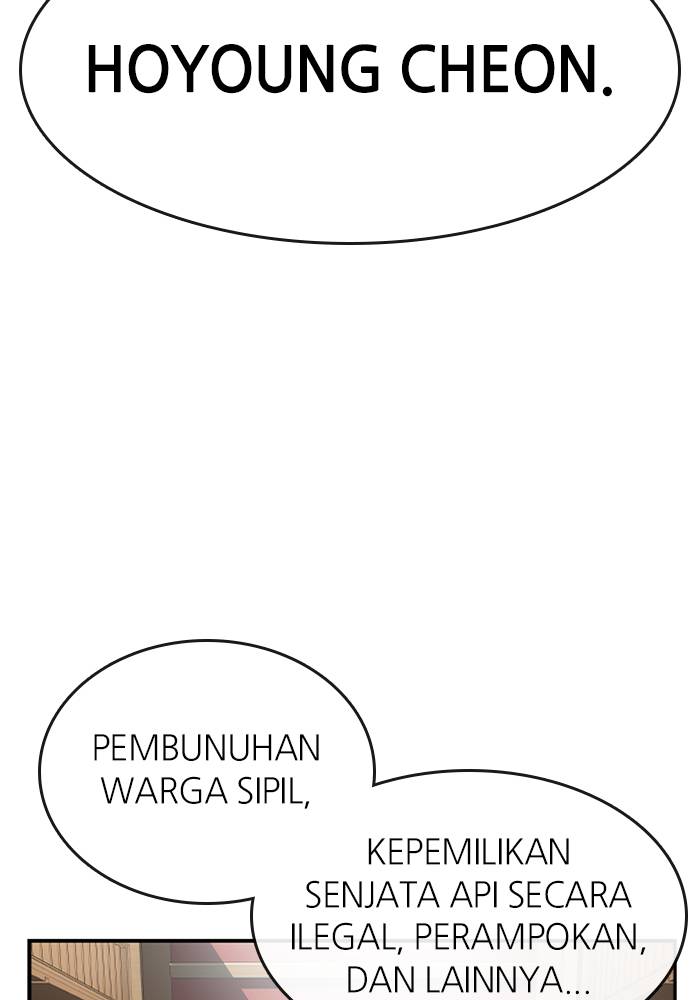 HOYOUNG CHEON.
PEMBUNUHAN
WARGA SIPIL,
KEPEMILIKAN
SENJATA API SECARA
ILEGAL, PERAMPOKAN,
DAN LAINNYA...